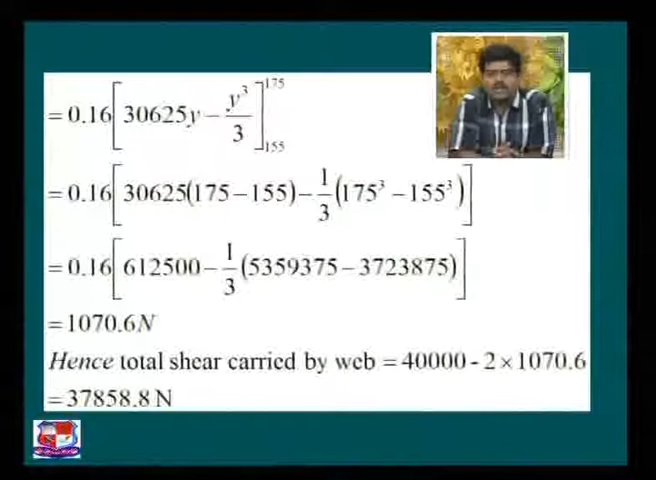 = 0.16[30625y − y³/3]¹⁷⁵₁₅₅
= 0.16[30625(175 − 155) − 1/3(175³ − 155³)]
= 0.16[612500 − 1/3(5359375 − 3723875)]
= 1070.6N
Hence total shear carried by web = 40000 - 2 × 1070.6
= 37858.8 N